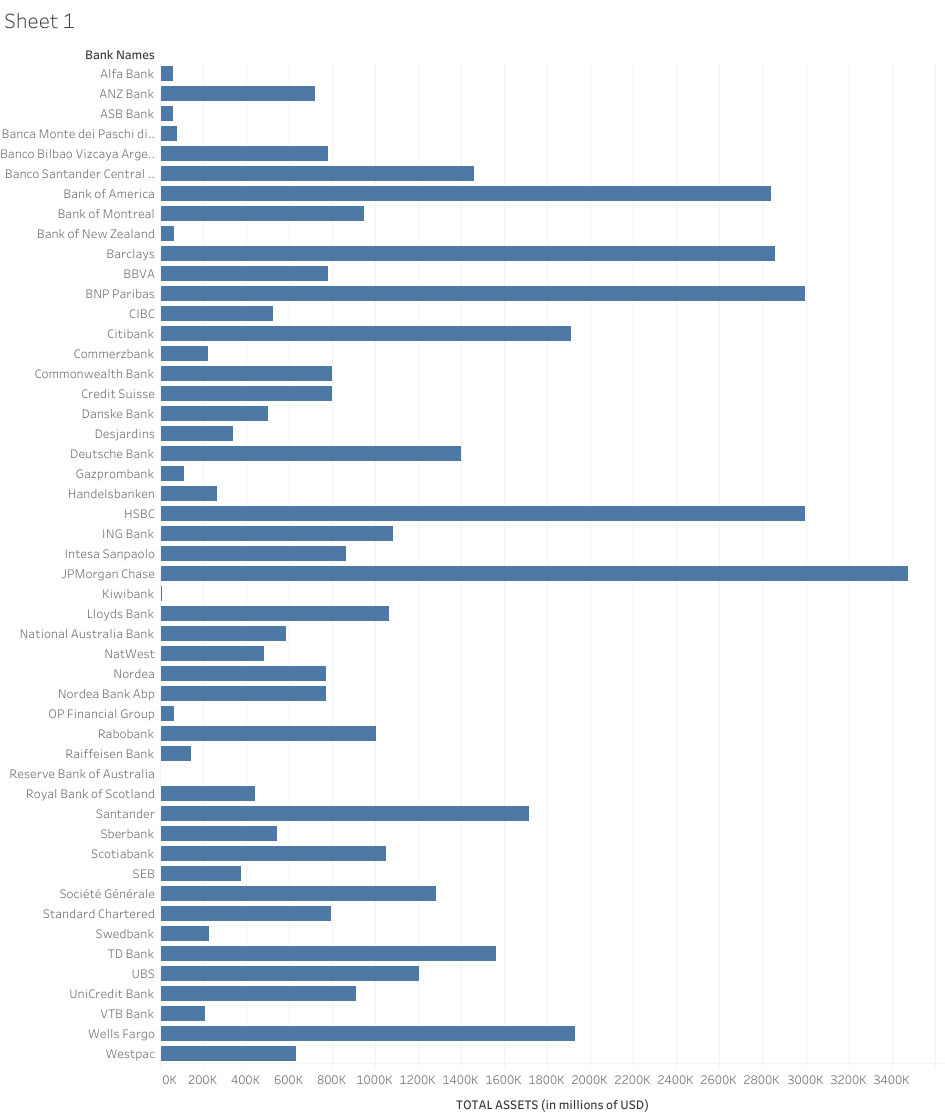 Sheet 1
Bank Names
Alfa Bank
ANZ Bank
ASB Bank
Banca Monte dei Paschi di..
Banco Bilbao Vizcaya Arge..
Banco Santander Central ..
Bank of America
Bank of Montreal
Bank of New Zealand
Barclays
BBVA
BNP Paribas
CIBC
Citibank
Commerzbank
Commonwealth Bank
Credit Suisse
Danske Bank
Desjardins
Deutsche Bank
Gazprombank
Handelsbanken
HSBC
ING Bank
Intesa Sanpaolo
JPMorgan Chase
Kiwibank
Lloyds Bank
National Australia Bank
NatWest
Nordea
Nordea Bank Abp
OP Financial Group
Rabobank
Raiffeisen Bank
Reserve Bank of Australia
Royal Bank of Scotland
Santander
Sberbank
Scotiabank
SEB
Société Générale
Standard Chartered
Swedbank
TD Bank
UBS
UniCredit Bank
VTB Bank
Wells Fargo
Westpac
0K 200K 400K 600K 800K 1000K 1200K 1400K 1600K 1800K 2000K 2200K 2400K 2600K 2800K 3000K 3200K 3400K
TOTAL ASSETS (in millions of USD)